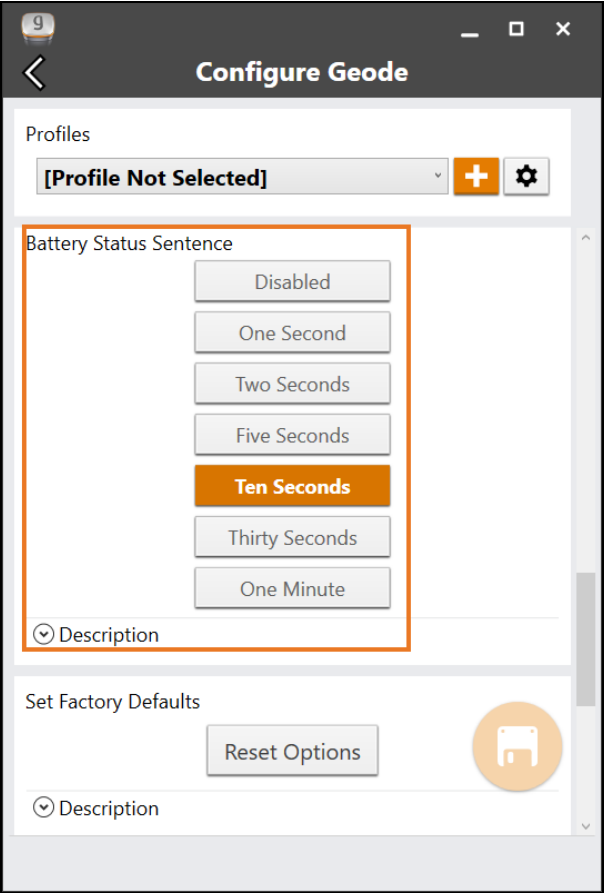 g
Configure Geode
Profiles
[Profile Not Selected]
Battery Status Sentence
Disabled
One Second
Two Seconds
Five Seconds
Ten Seconds
Thirty Seconds
One Minute
Description
Set Factory Defaults
Reset Options
Description